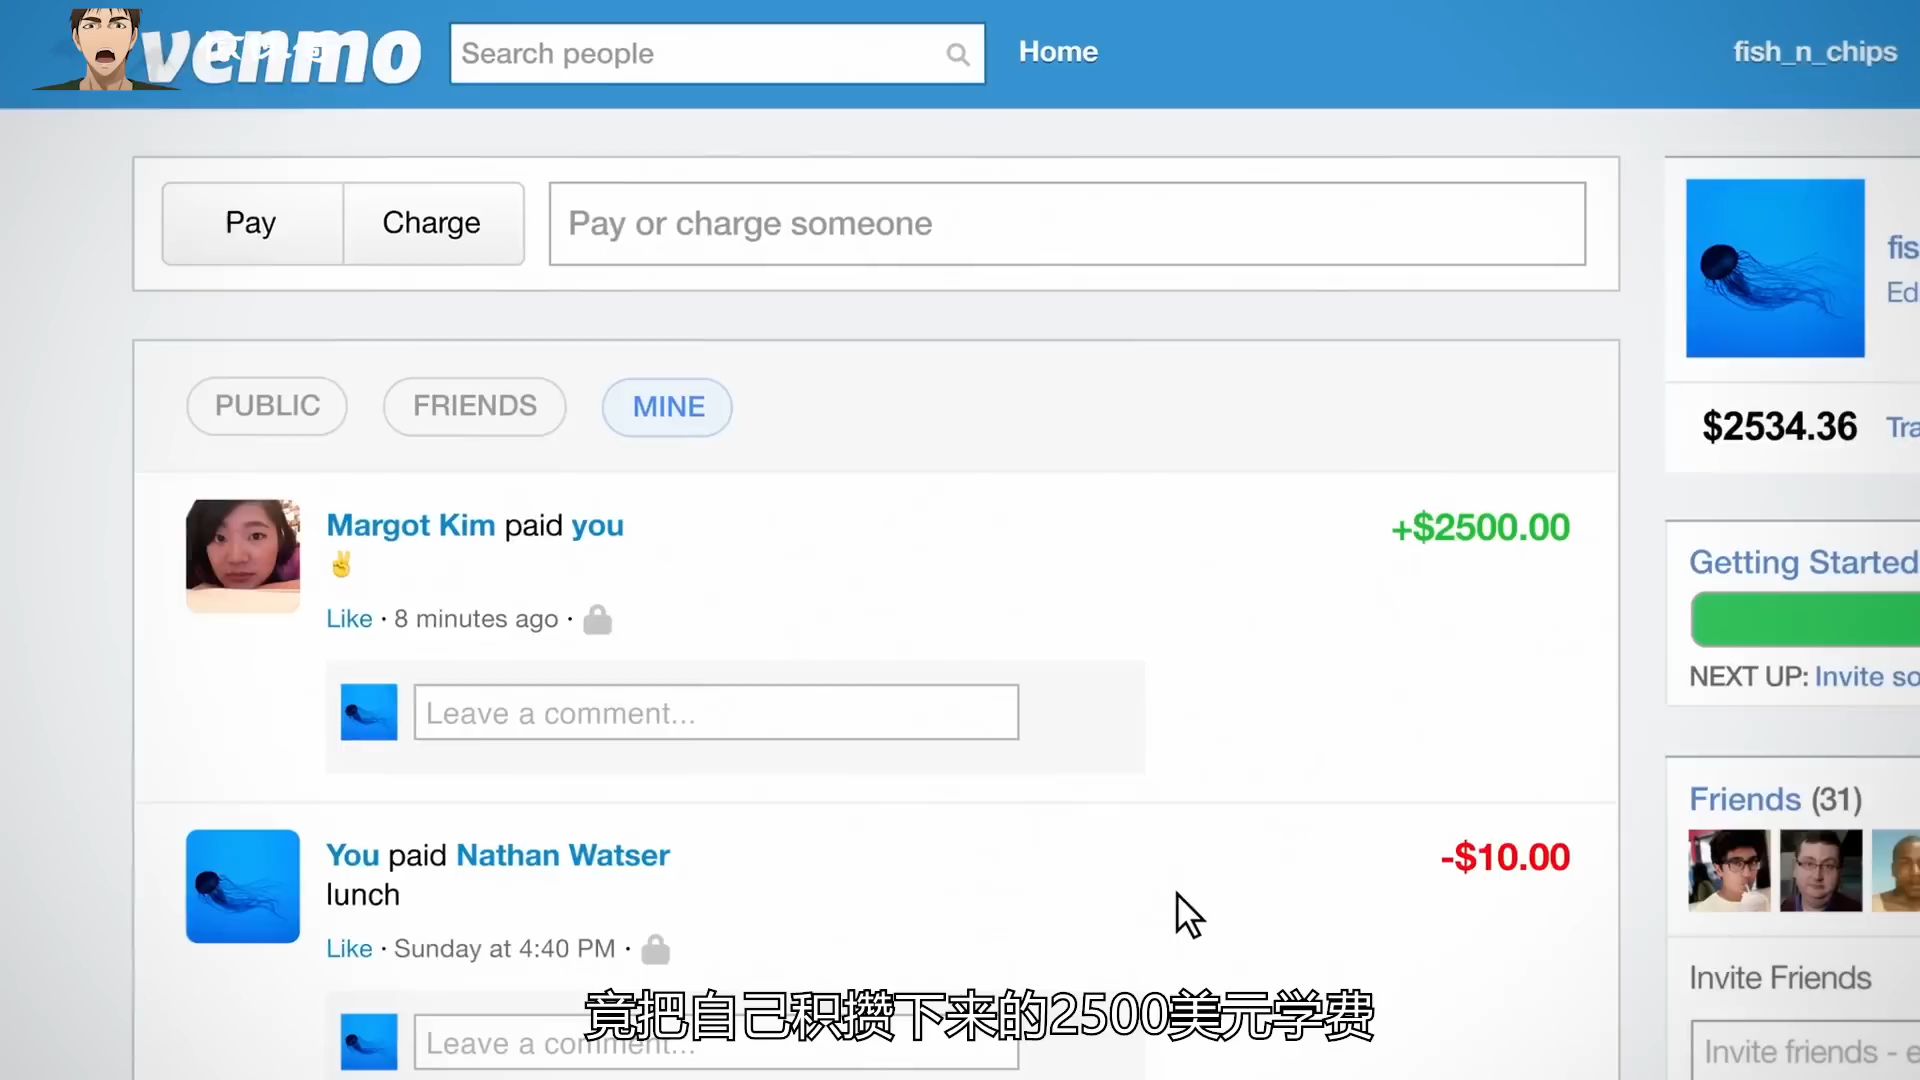 venmo
Search people
Home
fish_n_chips
Pay
Charge
Pay or charge someone
fis
Ed
PUBLIC
FRIENDS
MINE
$2534.36
Tra
Margot Kim paid you
✌
+$2500.00
Like · 8 minutes ago ·
Leave a comment...
Getting Started
NEXT UP: Invite so
You paid Nathan Watser
-$10.00
lunch
Like · Sunday at 4:40 PM ·
Leave a comment...
Friends (31)
Invite Friends
Invite friends - e
竟把自己积攒下来的2500美元学费